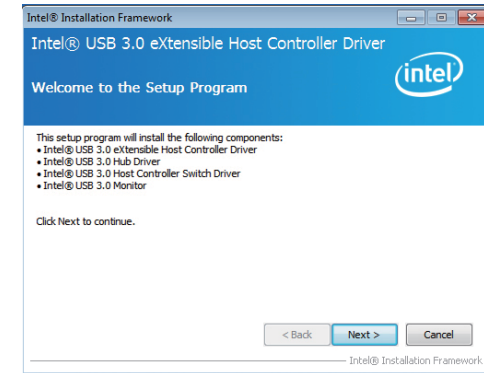 Intel® Installation Framework
Intel® USB 3.0 eXtensible Host Controller Driver
intel
Welcome to the Setup Program
This setup program will install the following components:
• Intel® USB 3.0 eXtensible Host Controller Driver
• Intel® USB 3.0 Hub Driver
• Intel® USB 3.0 Host Controller Switch Driver
• Intel® USB 3.0 Monitor
Click Next to continue.
< Back Next > Cancel
Intel® Installation Framework